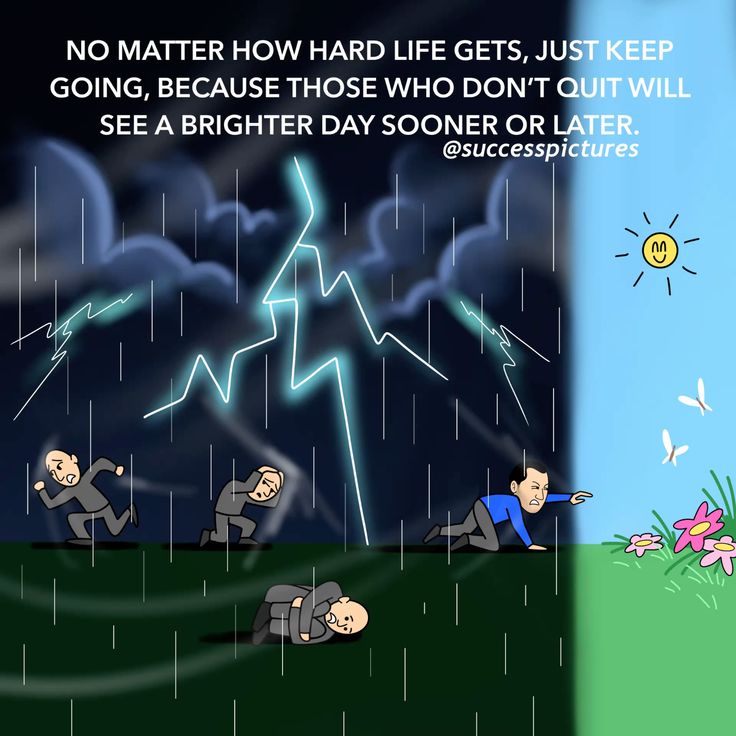 NO MATTER HOW HARD LIFE GETS, JUST KEEP
GOING, BECAUSE THOSE WHO DON'T QUIT WILL
SEE A BRIGHTER DAY SOONER OR LATER.
@successpictures